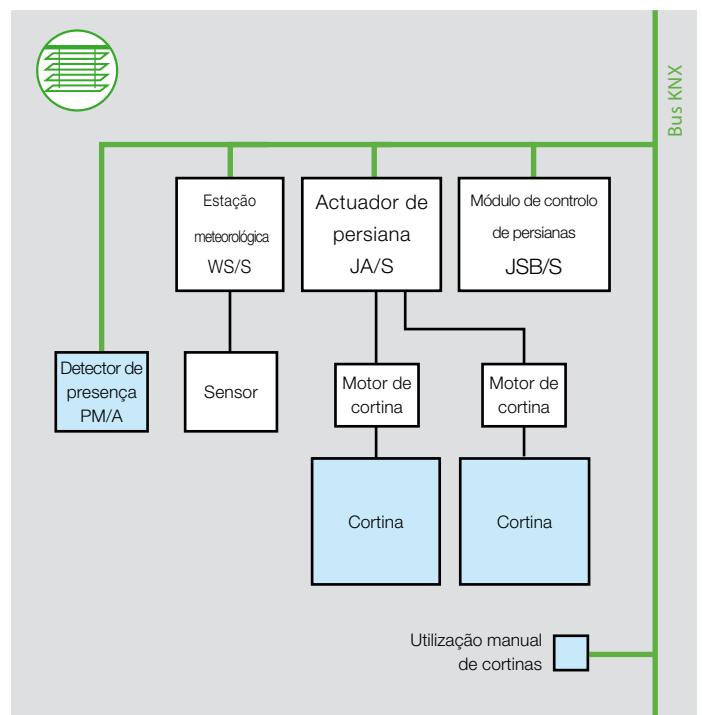 Bus KNX
Estação
meteorológica
WS/S
Actuador de
persiana
JA/S
Módulo de controlo
de persianas
JSB/S
Detector de
presença
PM/A
Sensor
Motor de
cortina
Motor de
cortina
Cortina
Cortina
Utilização manual
de cortinas